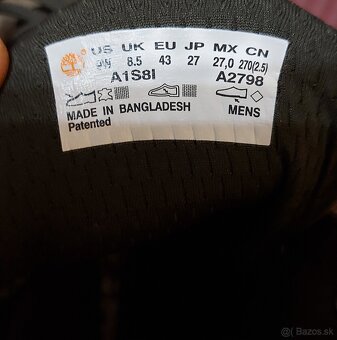 US UK EU JP MX CN
9W 8.5 43 27 27,0 270(2.5)
A1S8I A2798
MADE IN BANGLADESH MENS
Patented
@( Bazos.sk